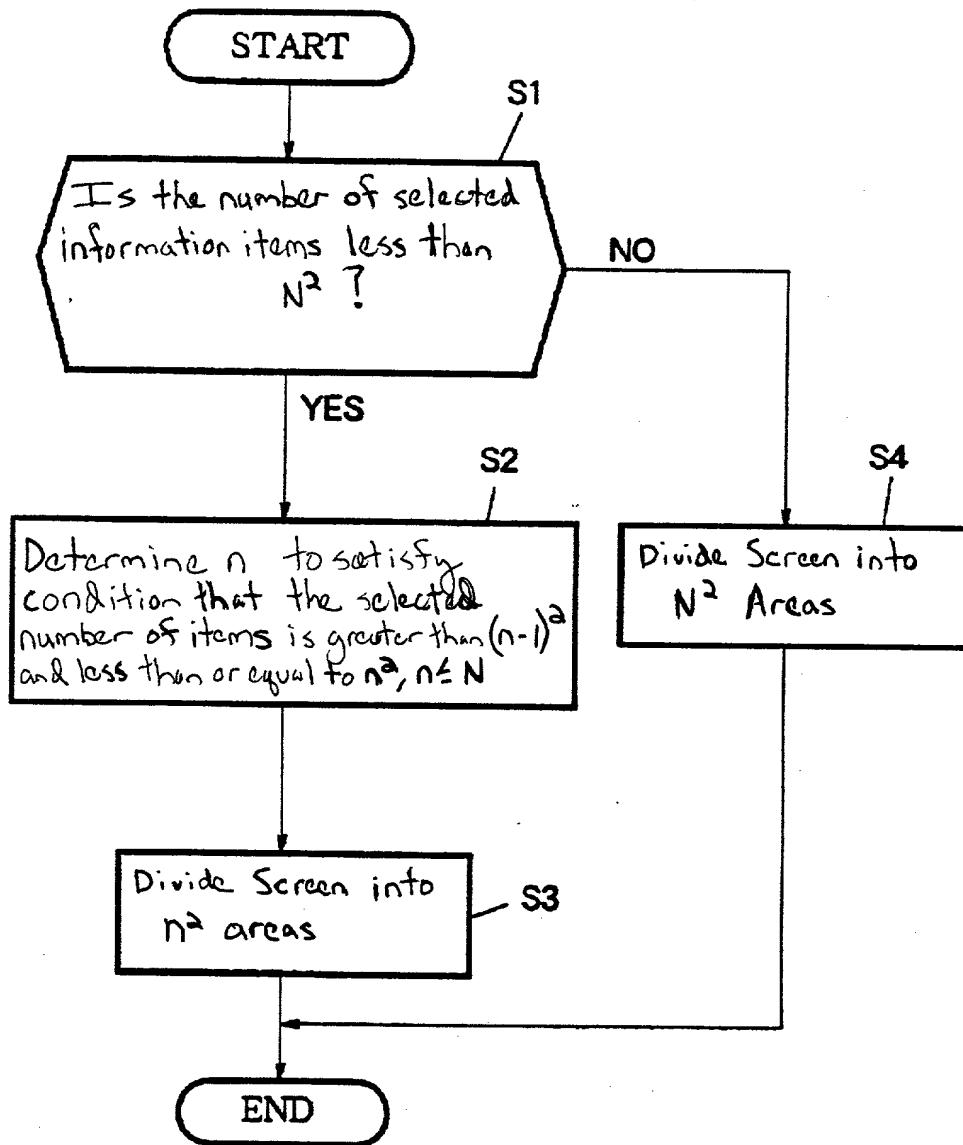 START
S1
Is the number of selected
information items less than
N² ?
NO
YES
S2
Determine n to satisfy
condition that the selected
number of items is greater than (n-1)²
and less than or equal to n², n≤N
S4
Divide Screen into
N² Areas
Divide Screen into
n² areas
S3
END